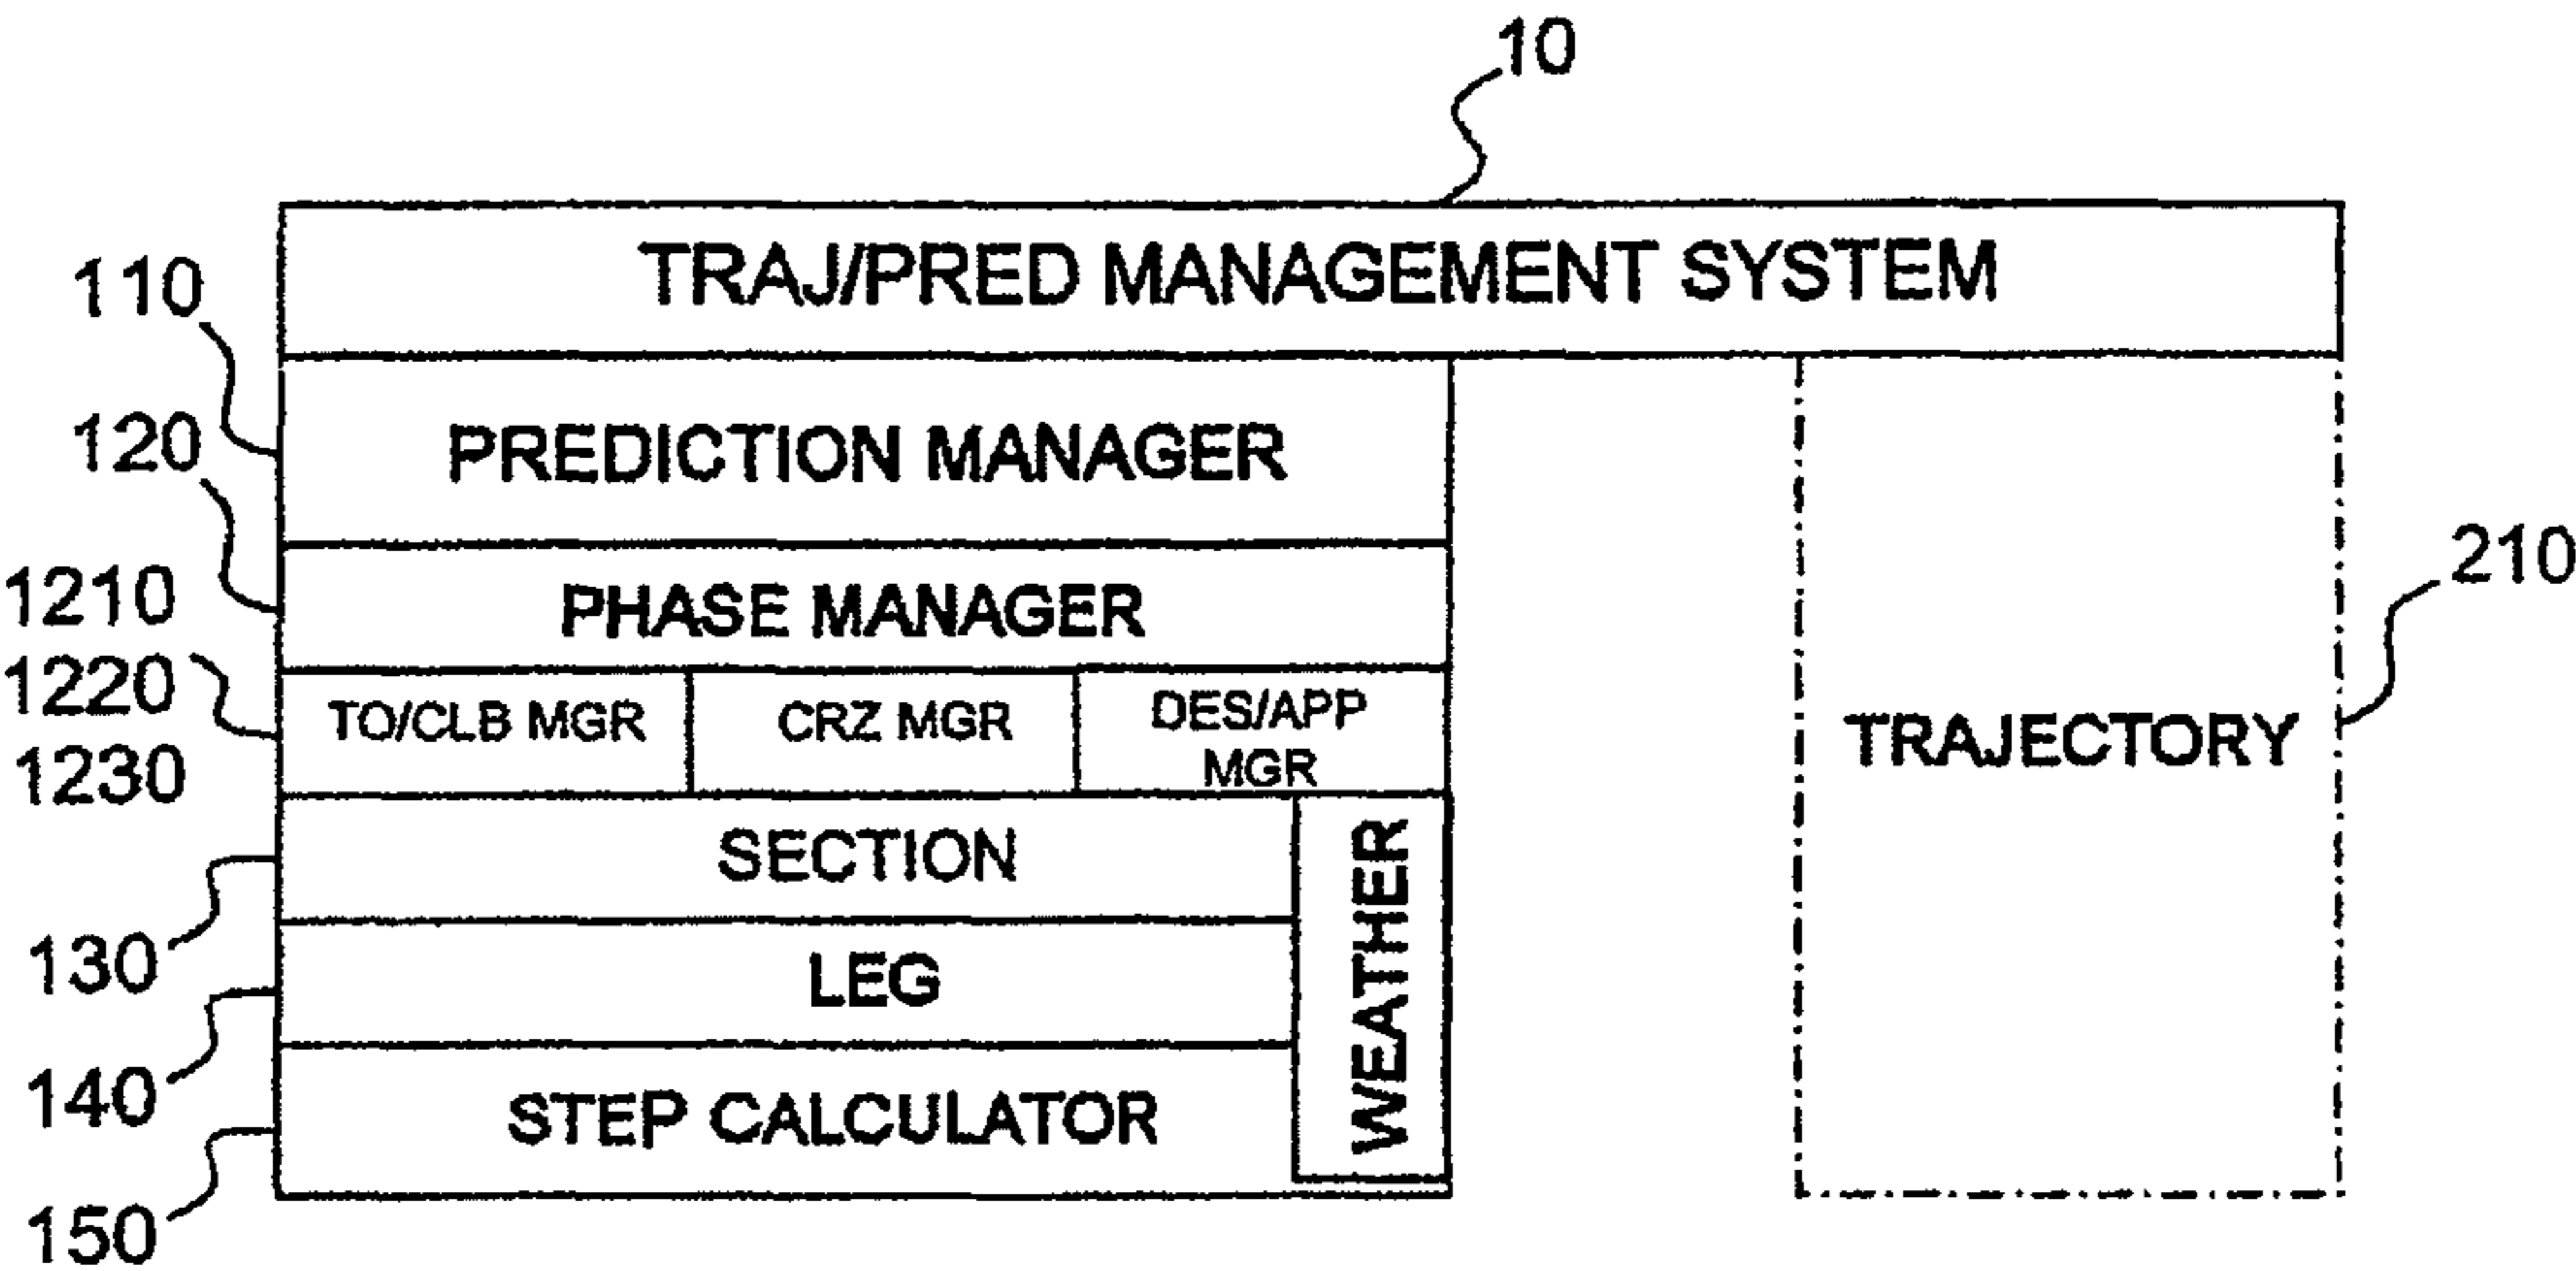 10
TRAJ/PRED MANAGEMENT SYSTEM
110
PREDICTION MANAGER
120
PHASE MANAGER
1210
1220
1230
TO/CLB MGR
CRZ MGR
DES/APP
MGR
TRAJECTORY
210
SECTION
130
LEG
140
STEP CALCULATOR
150
WEATHER